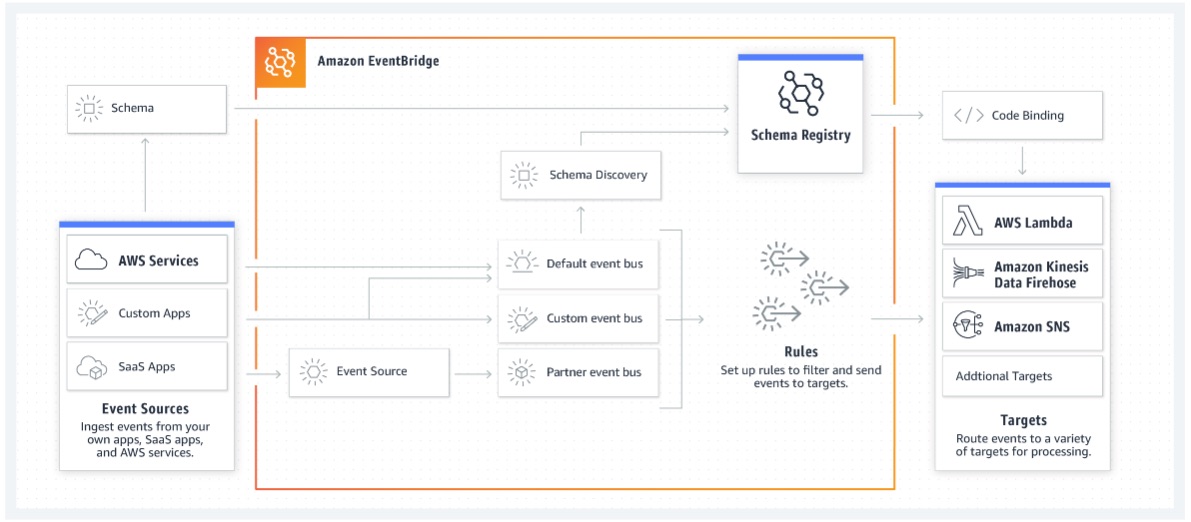 Amazon EventBridge
Schema
Schema Registry
Code Binding
Schema Discovery
AWS Services
Custom Apps
SaaS Apps
Event Sources
Ingest events from your
own apps, SaaS apps,
and AWS services.
Event Source
Default event bus
Custom event bus
Partner event bus
Rules
Set up rules to filter and send
events to targets.
AWS Lambda
Amazon Kinesis
Data Firehose
Amazon SNS
Addtional Targets
Targets
Route events to a variety
of targets for processing.